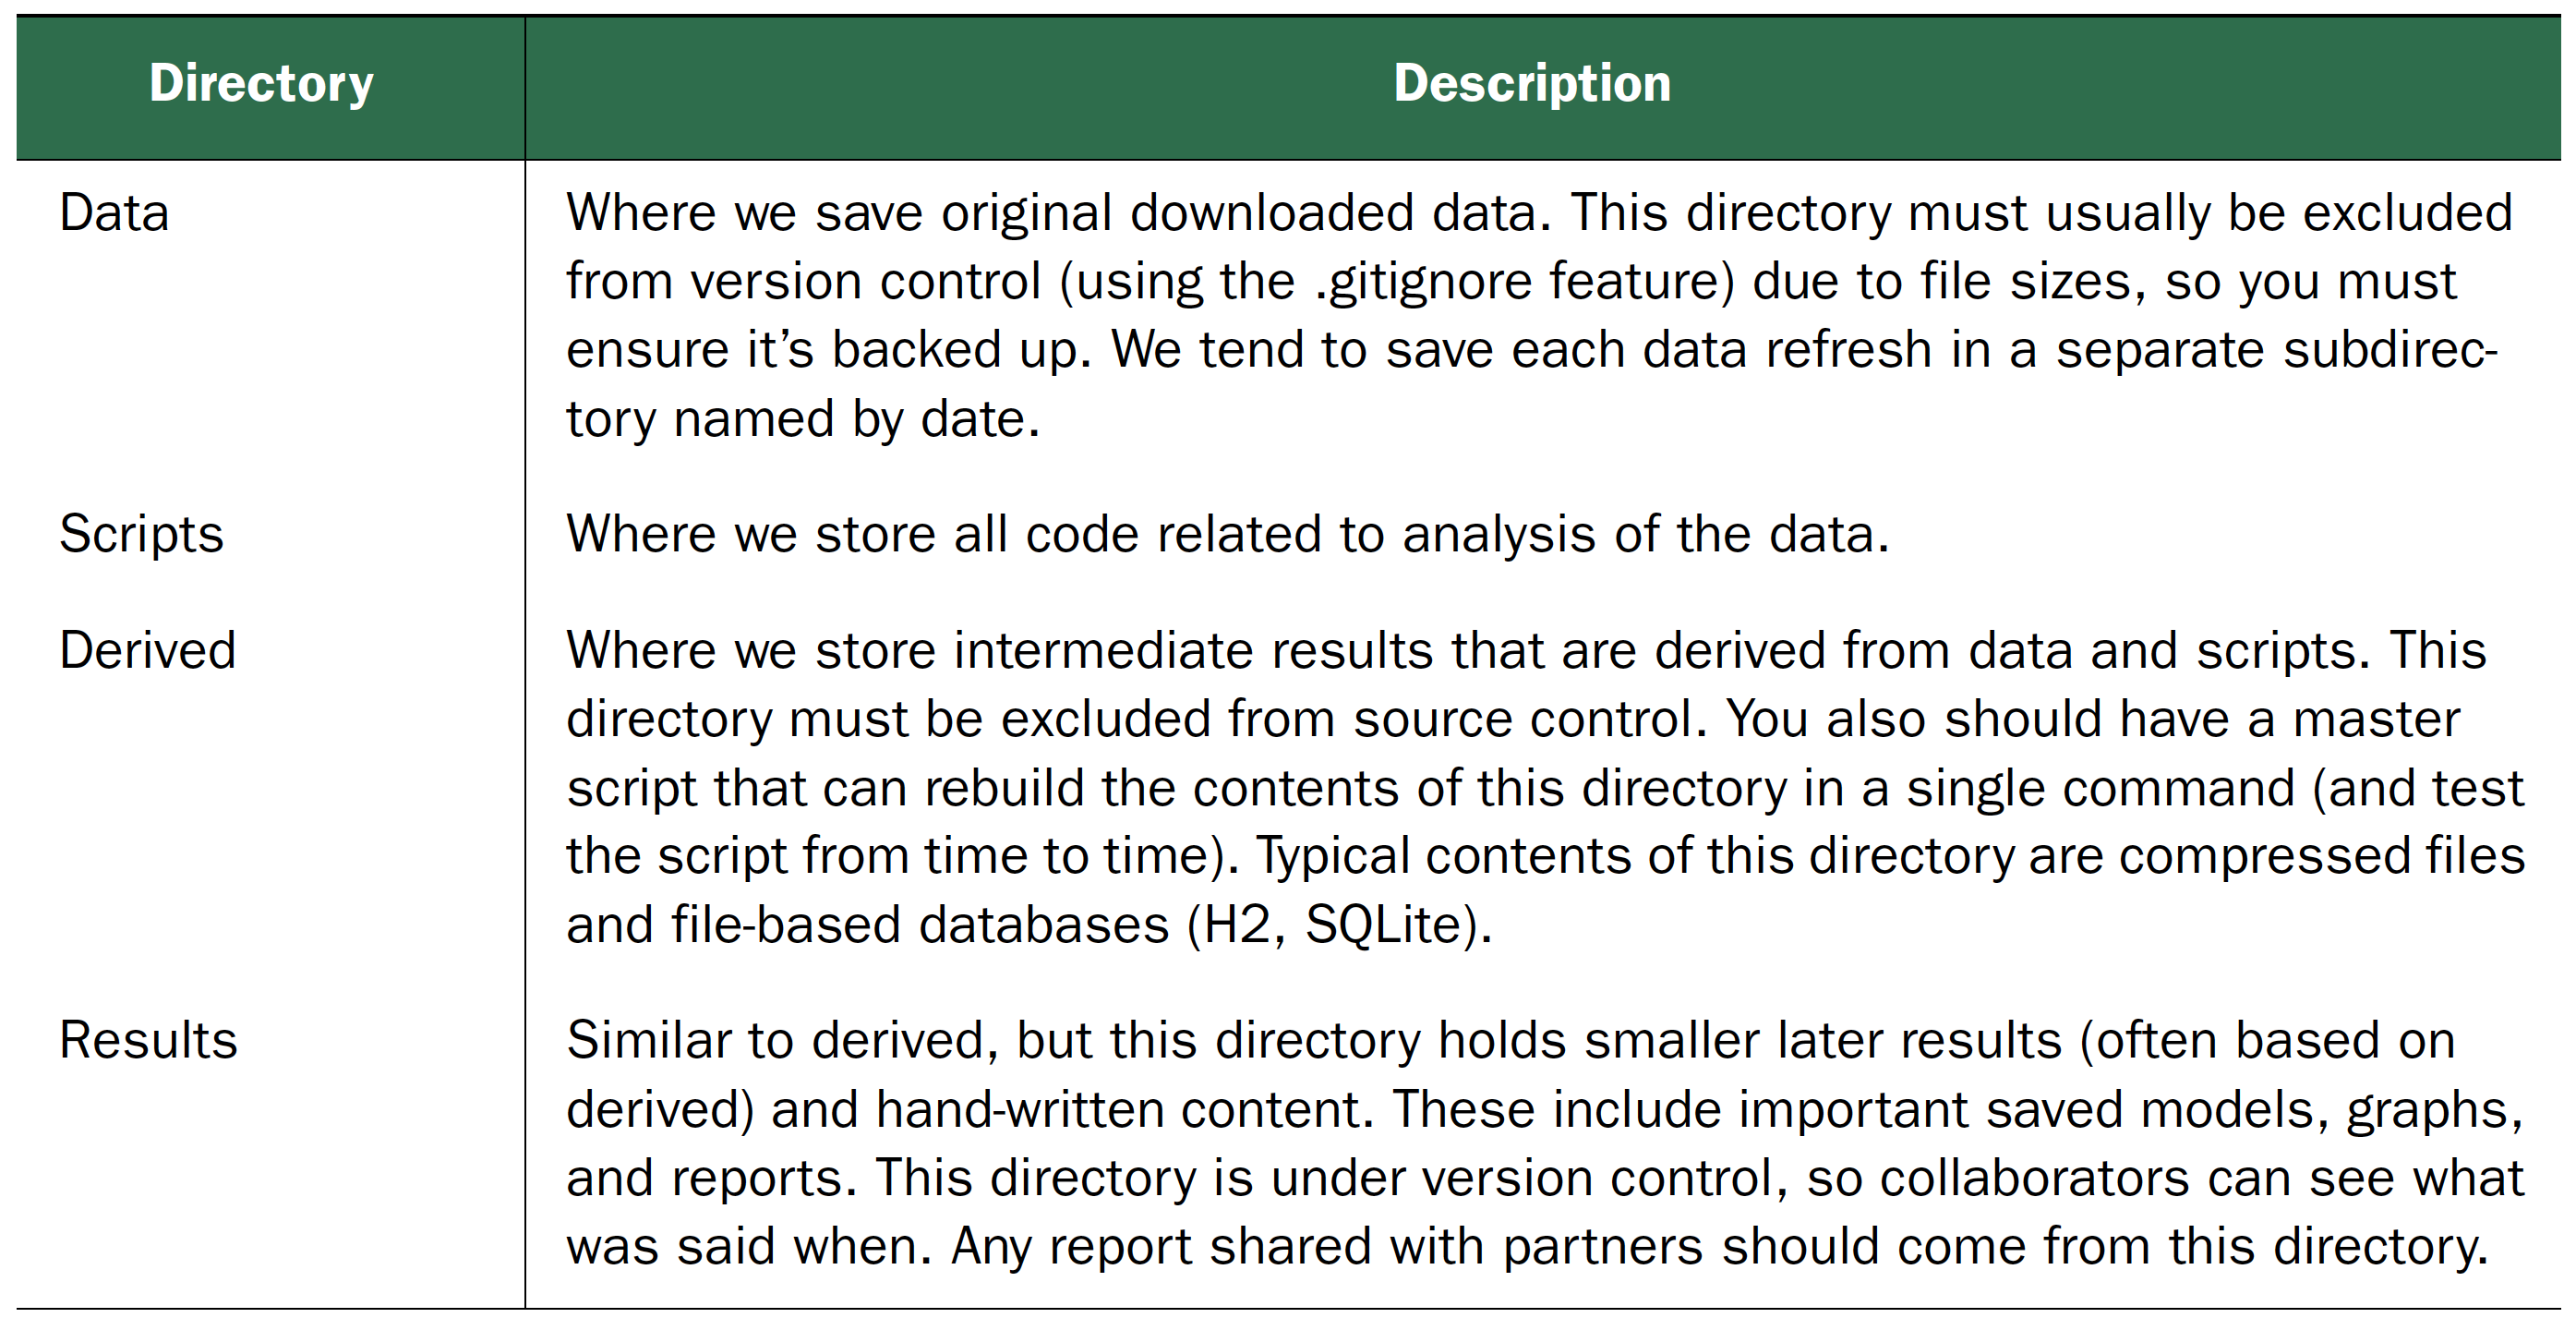 Directory
Description
Data
Where we save original downloaded data. This directory must usually be excluded
from version control (using the .gitignore feature) due to file sizes, so you must
ensure it’s backed up. We tend to save each data refresh in a separate subdirec-
tory named by date.
Scripts
Where we store all code related to analysis of the data.
Derived
Where we store intermediate results that are derived from data and scripts. This
directory must be excluded from source control. You also should have a master
script that can rebuild the contents of this directory in a single command (and test
the script from time to time). Typical contents of this directory are compressed files
and file-based databases (H2, SQLite).
Results
Similar to derived, but this directory holds smaller later results (often based on
derived) and hand-written content. These include important saved models, graphs,
and reports. This directory is under version control, so collaborators can see what
was said when. Any report shared with partners should come from this directory.